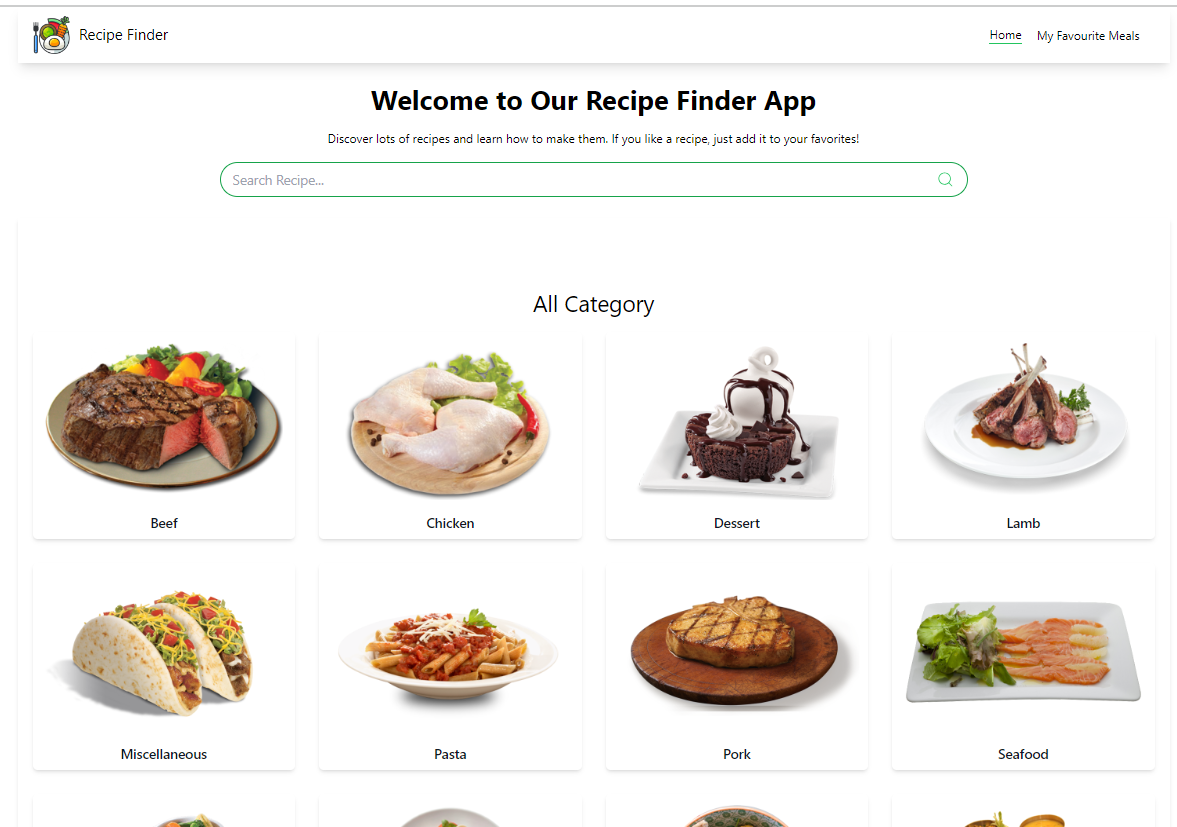 Recipe Finder
Home
My Favourite Meals
Welcome to Our Recipe Finder App
Discover lots of recipes and learn how to make them. If you like a recipe, just add it to your favorites!
Search Recipe...
All Category
Beef
Chicken
Dessert
Lamb
Miscellaneous
Pasta
Pork
Seafood